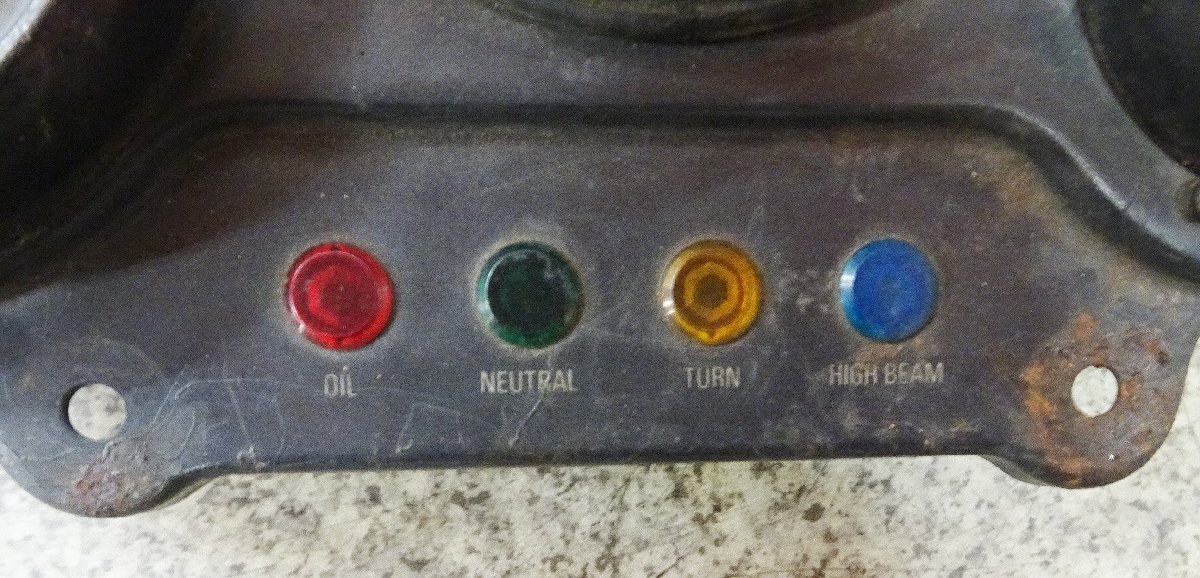 OIL NEUTRAL TURN HIGH BEAM